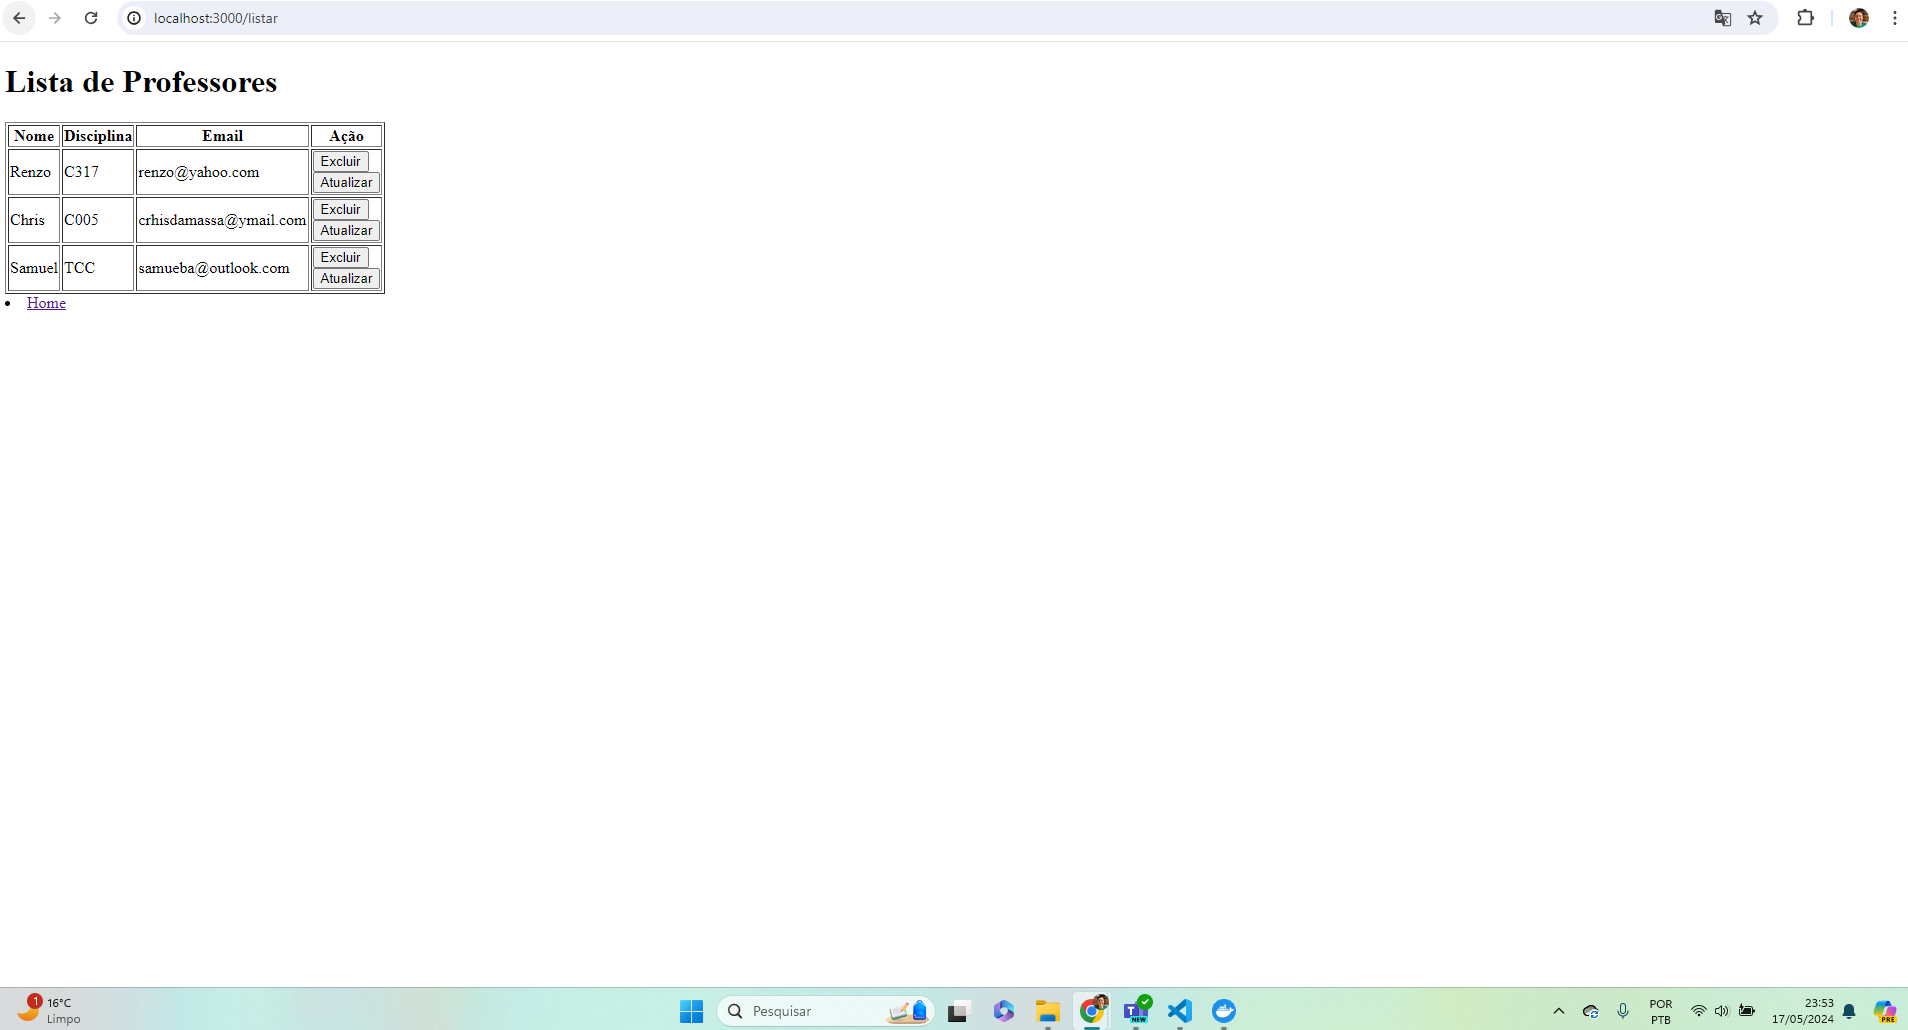 localhost:3000/listar
Lista de Professores
Nome Disciplina Email Ação
Renzo C317 renzo@yahoo.com Excluir
Atualizar
Chris C005 crhisdamassa@ymail.com Excluir
Atualizar
Samuel TCC samueba@outlook.com Excluir
Atualizar
Home
1
16°C
Limpo
Pesquisar
T
NEW
POR
PTB
23:53
17/05/2024
PRE